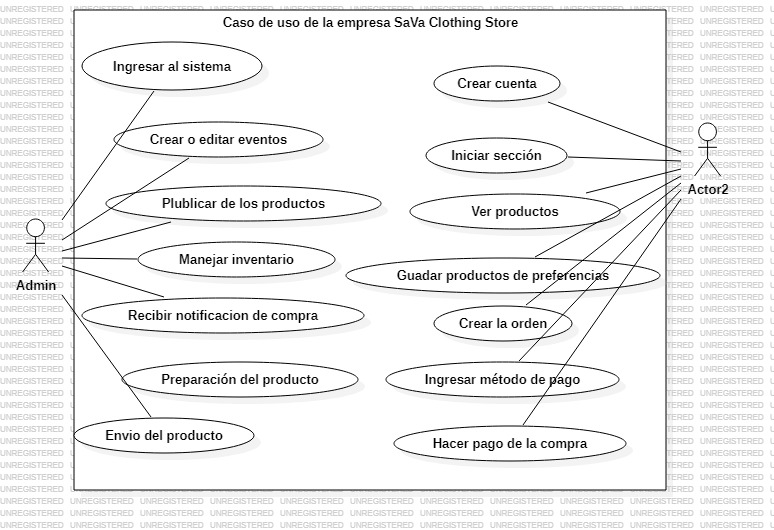 Caso de uso de la empresa SaVa Clothing Store
Ingresar al sistema
Crear o editar eventos
Plublicar de los productos
Manejar inventario
Recibir notificacion de compra
Preparación del producto
Envio del producto
Admin
Crear cuenta
Iniciar sección
Ver productos
Guadar productos de preferencias
Crear la orden
Ingresar método de pago
Hacer pago de la compra
Actor2
UNREGISTERED